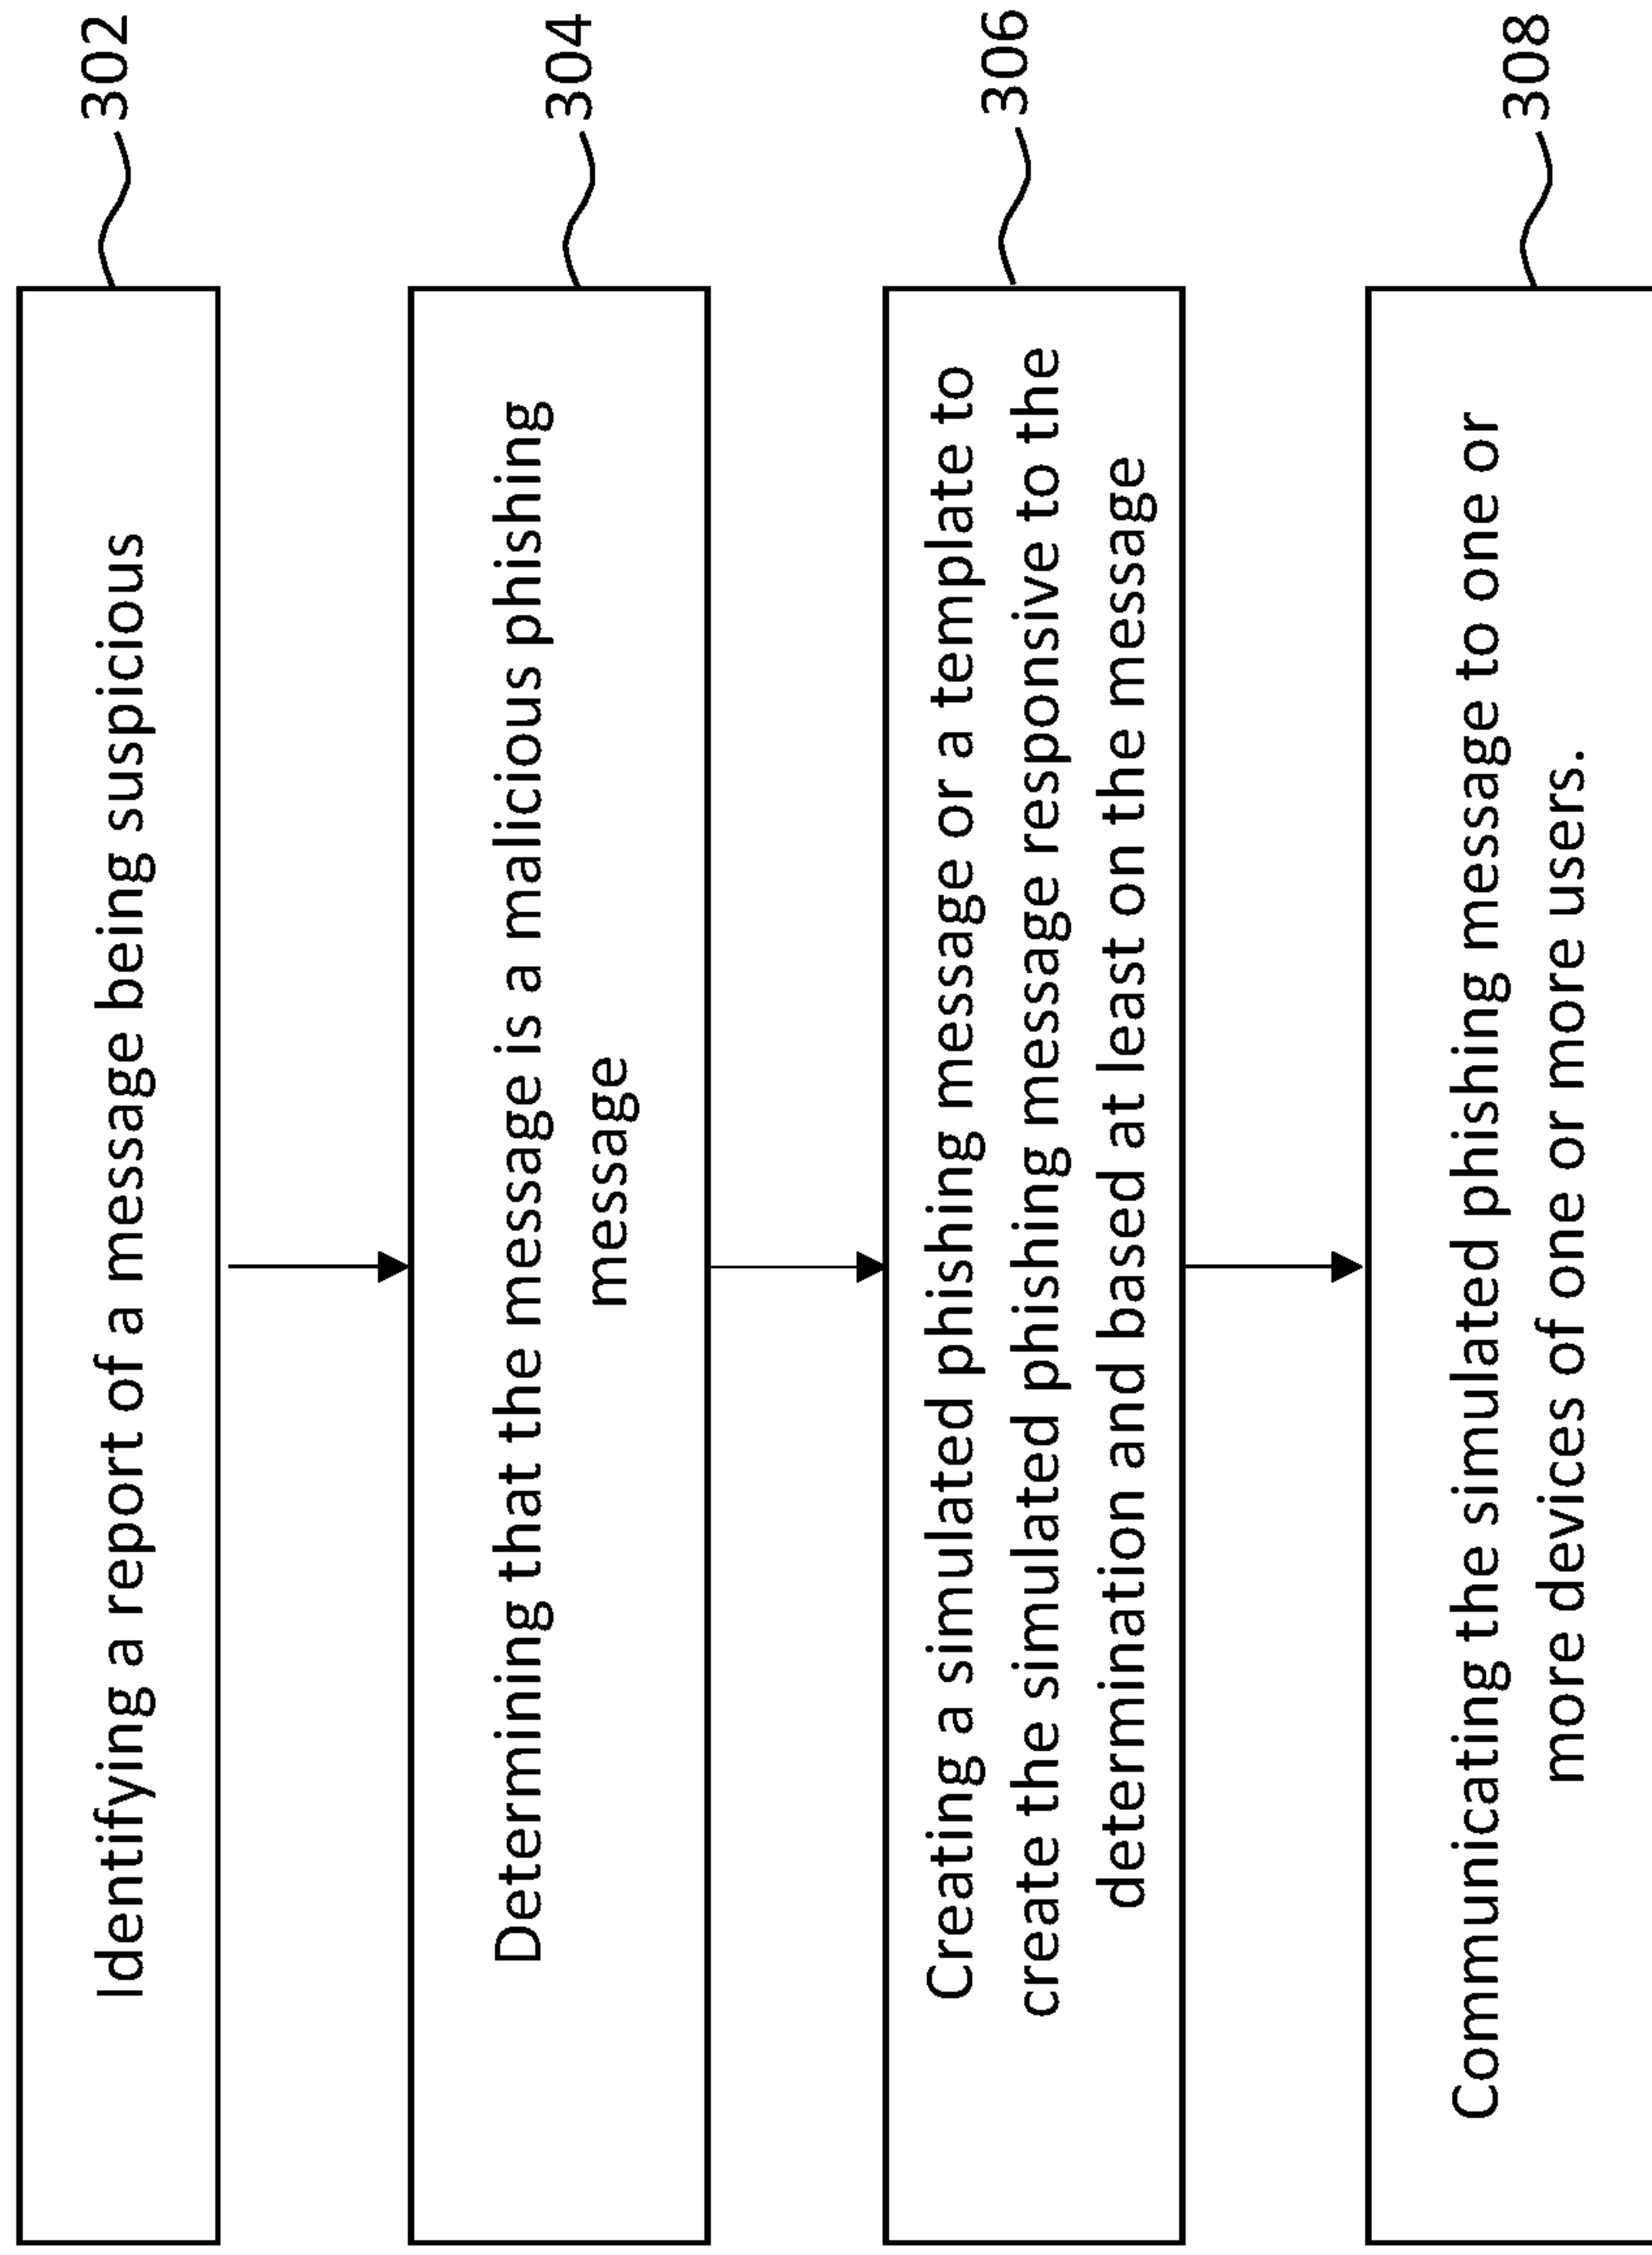 302
Identifying a report of a message being suspicious
304
Determining that the message is a malicious phishing
message
306
Creating a simulated phishing message or a template to
create the simulated phishing message responsive to the
determination and based at least on the message
308
Communicating the simulated phishing message to one or
more devices of one or more users.